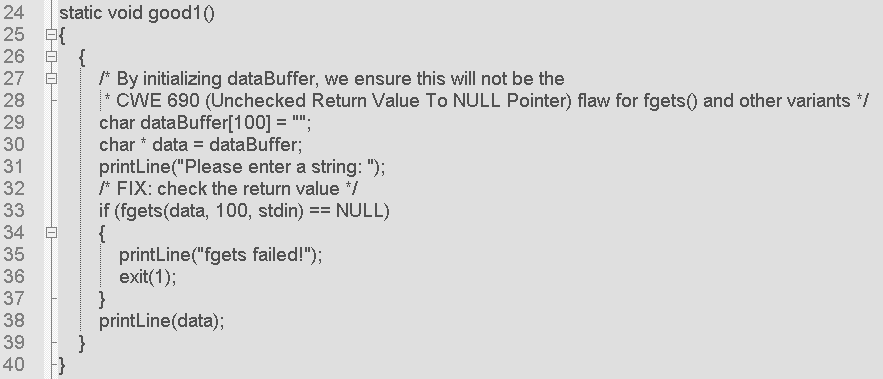 24 static void good1()
25 {
26 {
27 /* By initializing dataBuffer, we ensure this will not be the
28 * CWE 690 (Unchecked Return Value To NULL Pointer) flaw for fgets() and other variants */
29 char dataBuffer[100] = "";
30 char * data = dataBuffer;
31 printLine("Please enter a string: ");
32 /* FIX: check the return value */
33 if (fgets(data, 100, stdin) == NULL)
34 {
35 printLine("fgets failed!");
36 exit(1);
37 }
38 printLine(data);
39 }
40 }